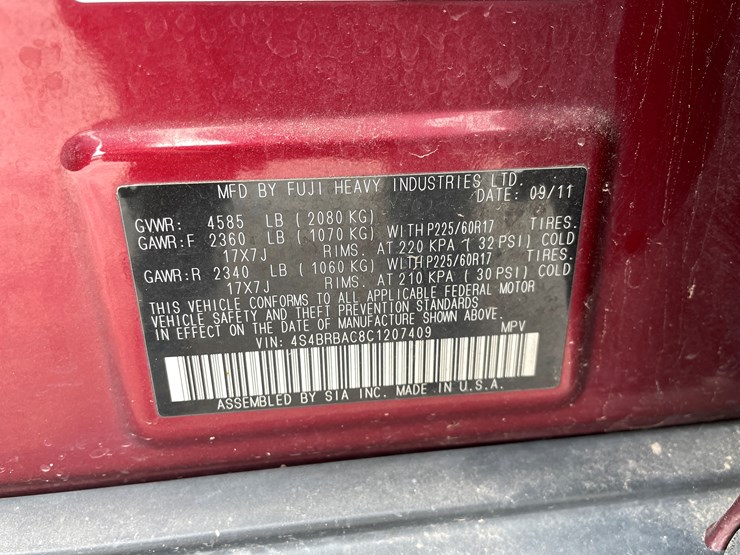 MFD BY FUJI HEAVY INDUSTRIES LTD.
DATE: 09/11
GVWR: 4585 LB ( 2080 KG)
GAWR:F 2360 LB ( 1070 KG) WITH P225/60R17 TIRES.
17X7J RIMS. AT 220 KPA ( 32 PSI) COLD
GAWR:R 2340 LB ( 1060 KG) WITH P225/60R17 TIRES.
17X7J RIMS. AT 210 KPA ( 30 PSI) COLD
THIS VEHICLE CONFORMS TO ALL APPLICABLE FEDERAL MOTOR
VEHICLE SAFETY AND THEFT PREVENTION STANDARDS
IN EFFECT ON THE DATE OF MANUFACTURE SHOWN ABOVE.
VIN: 4S4BRBAC8C1207409 MPV
ASSEMBLED BY SIA INC. MADE IN U.S.A.